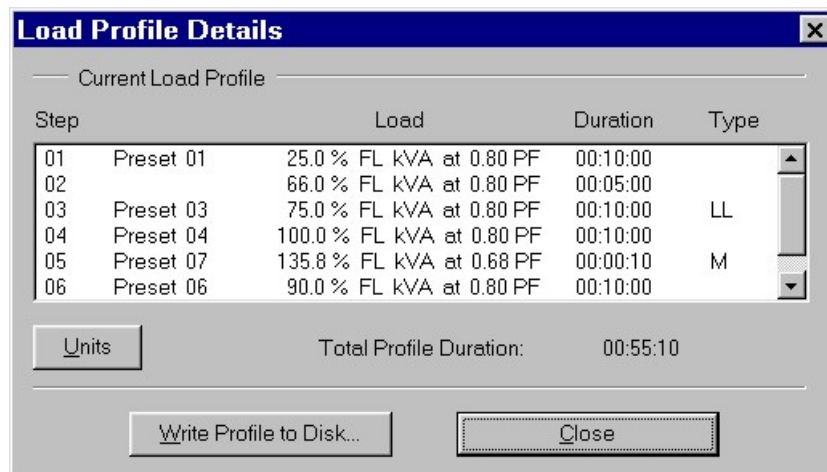 Load Profile Details
Current Load Profile
Step Load Duration Type
01 Preset 01 25.0 % FL kVA at 0.80 PF 00:10:00
02 66.0 % FL kVA at 0.80 PF 00:05:00
03 Preset 03 75.0 % FL kVA at 0.80 PF 00:10:00 LL
04 Preset 04 100.0 % FL kVA at 0.80 PF 00:10:00
05 Preset 07 135.8 % FL kVA at 0.68 PF 00:00:10 M
06 Preset 06 90.0 % FL kVA at 0.80 PF 00:10:00
Units Total Profile Duration: 00:55:10
Write Profile to Disk... Close